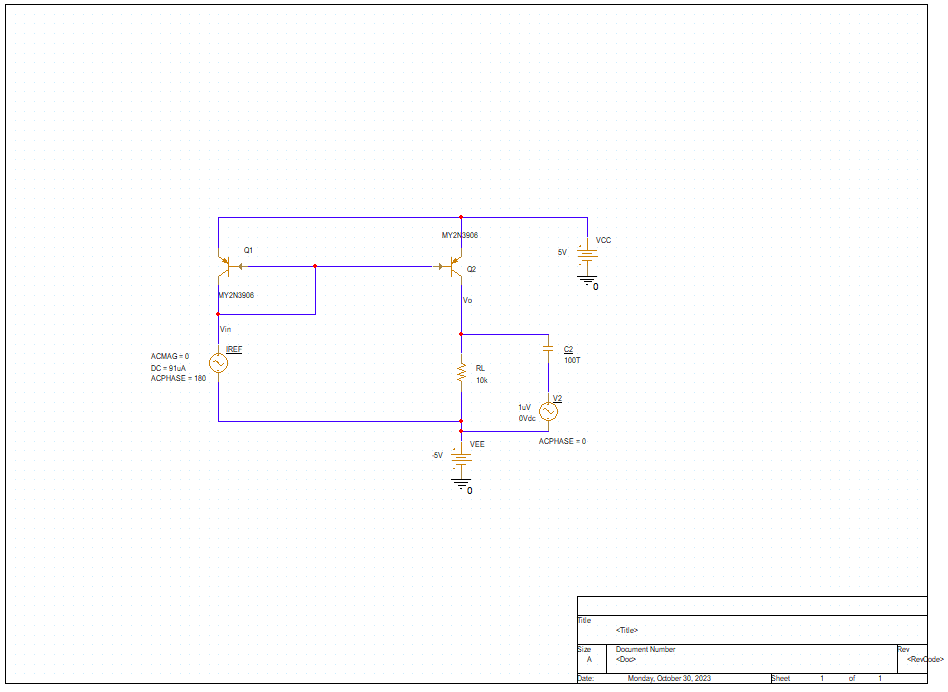 MY2N3906
Q1
VCC
5V
Q2
0
MY2N3906
Vo
Vin
IREF
C2
ACMAG = 0
100T
DC = 91uA
RL
ACPHASE = 180
10k
V2
1uV
0Vdc
VEE
ACPHASE = 0
-5V
0
Title
<Title>
Size
Document Number
Rev
A
<Doc>
<RevCode>
Date:
Monday, October 30, 2023
Sheet
1
of
1